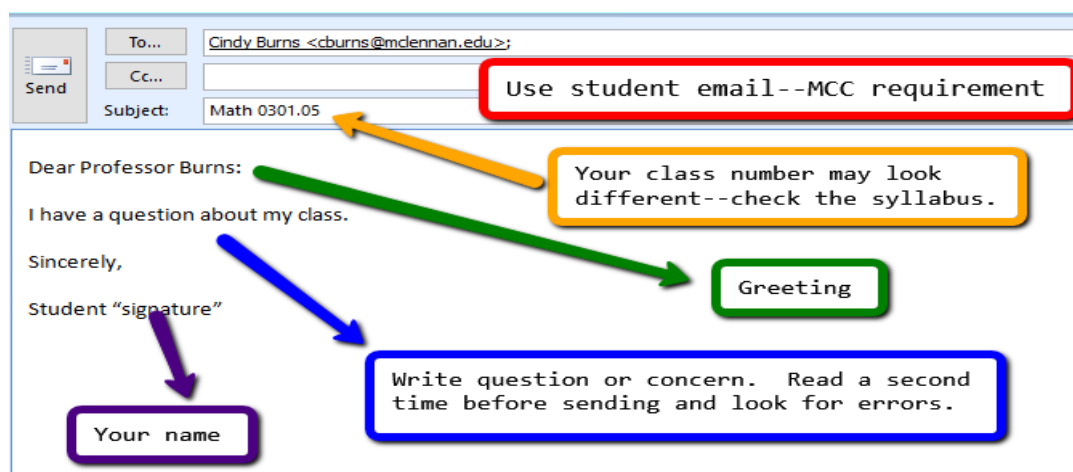 To...
Cindy Burns <cburns@mclennan.edu>;
Send
Cc...
Use student email--MCC requirement
Subject:
Math 0301.05
Dear Professor Burns:
Your class number may look
different--check the syllabus.
I have a question about my class.
Sincerely,
Greeting
Student “signature”
Write question or concern.  Read a second
time before sending and look for errors.
Your name